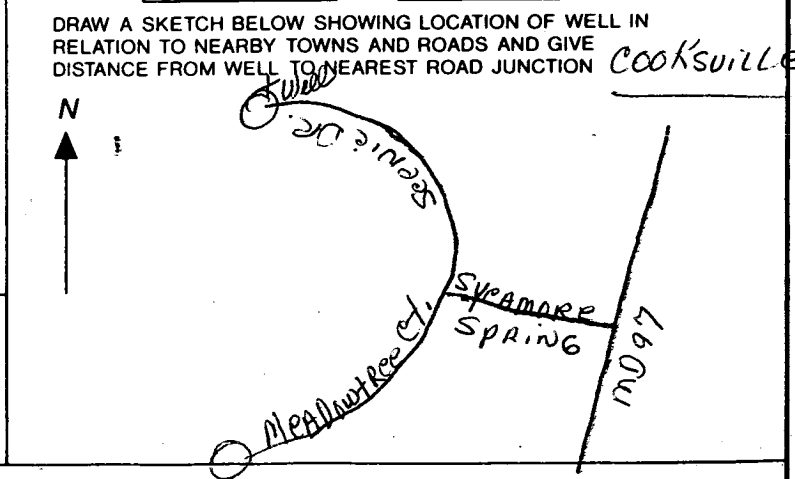 DRAW A SKETCH BELOW SHOWING LOCATION OF WELL IN
RELATION TO NEARBY TOWNS AND ROADS AND GIVE
DISTANCE FROM WELL TO NEAREST ROAD JUNCTION COOKSVILLE
+Well
N
SCENIC DR.
SYCAMORE
SPRING
MEADOWTREE Ct.
MD97